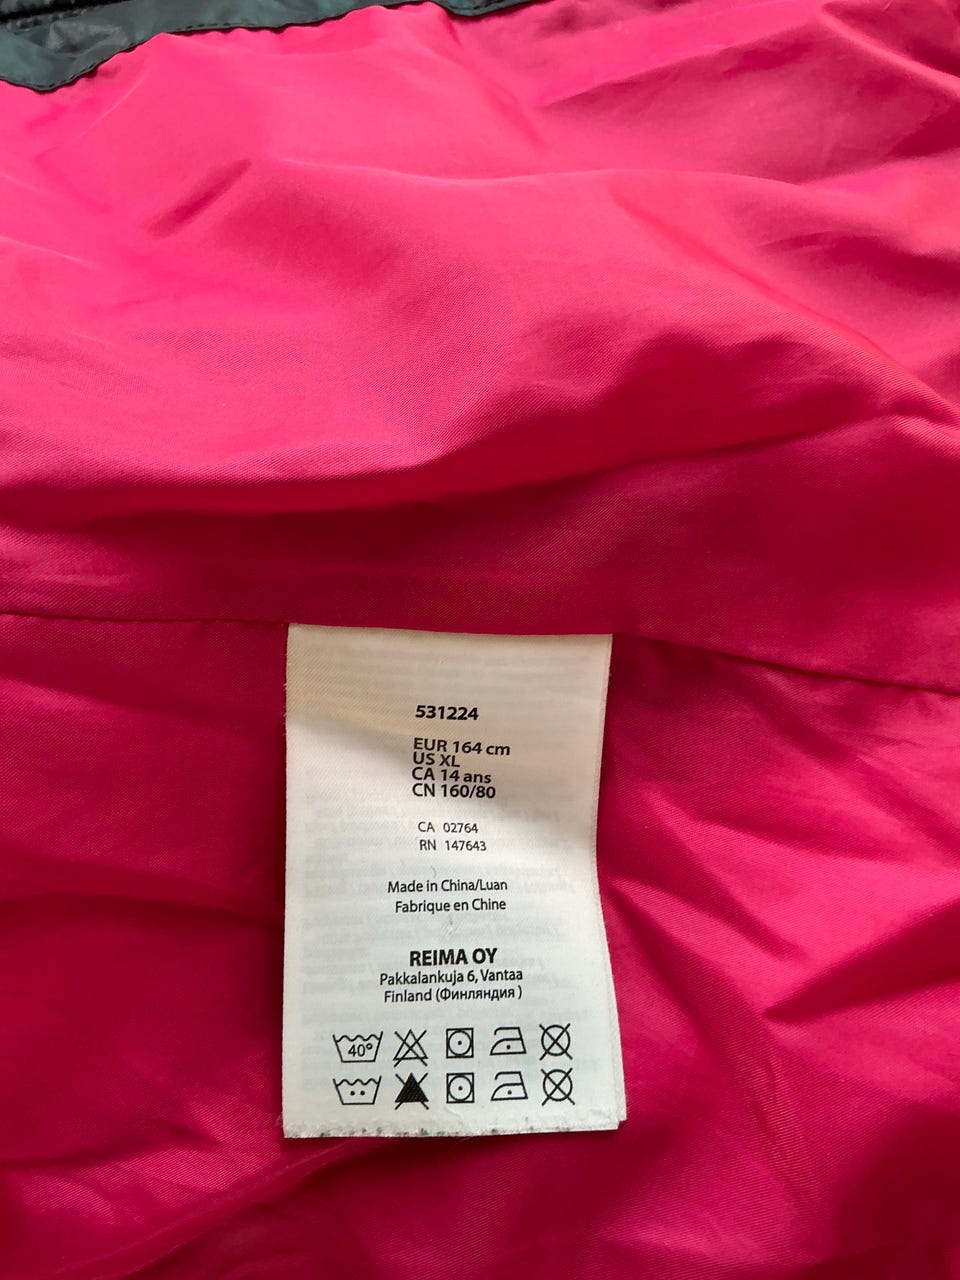 531224
EUR 164 cm
US XL
CA 14 ans
CN 160/80
CA 02764
RN 147643
Made in China/Luan
Fabrique en Chine
REIMA OY
Pakkalankuja 6, Vantaa
Finland (Финляндия)
40°